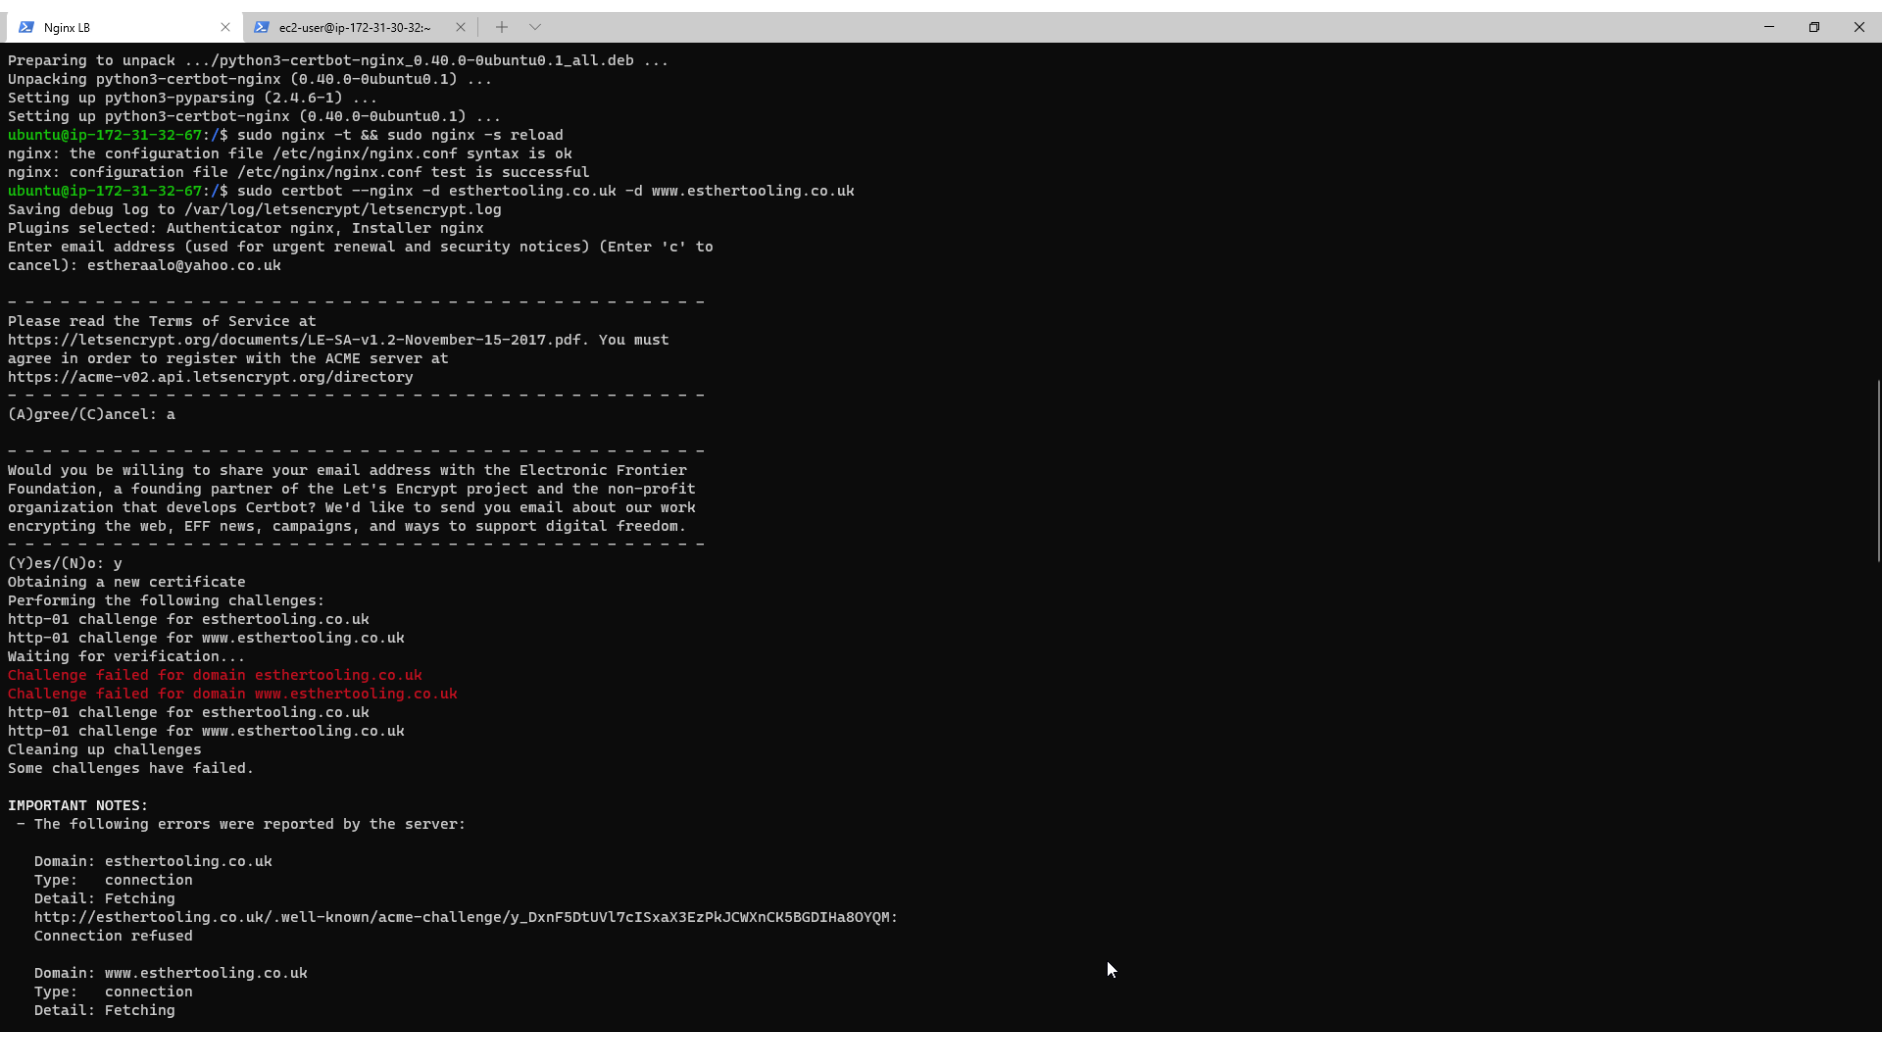 Nginx LB
ec2-user@ip-172-31-30-32:~
Preparing to unpack .../python3-certbot-nginx_0.40.0-0ubuntu0.1_all.deb ...
Unpacking python3-certbot-nginx (0.40.0-0ubuntu0.1) ...
Setting up python3-pyparsing (2.4.6-1) ...
Setting up python3-certbot-nginx (0.40.0-0ubuntu0.1) ...
ubuntu@ip-172-31-32-67:/$ sudo nginx -t && sudo nginx -s reload
nginx: the configuration file /etc/nginx/nginx.conf syntax is ok
nginx: configuration file /etc/nginx/nginx.conf test is successful
ubuntu@ip-172-31-32-67:/$ sudo certbot --nginx -d esthertooling.co.uk -d www.esthertooling.co.uk
Saving debug log to /var/log/letsencrypt/letsencrypt.log
Plugins selected: Authenticator nginx, Installer nginx
Enter email address (used for urgent renewal and security notices) (Enter 'c' to
cancel): estheraalo@yahoo.co.uk
- - - - - - - - - - - - - - - - - - - - - - - - - - - - - - - - - - - - - - - -
Please read the Terms of Service at
https://letsencrypt.org/documents/LE-SA-v1.2-November-15-2017.pdf. You must
agree in order to register with the ACME server at
https://acme-v02.api.letsencrypt.org/directory
- - - - - - - - - - - - - - - - - - - - - - - - - - - - - - - - - - - - - - - -
(A)gree/(C)ancel: a
- - - - - - - - - - - - - - - - - - - - - - - - - - - - - - - - - - - - - - - -
Would you be willing to share your email address with the Electronic Frontier
Foundation, a founding partner of the Let's Encrypt project and the non-profit
organization that develops Certbot? We'd like to send you email about our work
encrypting the web, EFF news, campaigns, and ways to support digital freedom.
- - - - - - - - - - - - - - - - - - - - - - - - - - - - - - - - - - - - - - - -
(Y)es/(N)o: y
Obtaining a new certificate
Performing the following challenges:
http-01 challenge for esthertooling.co.uk
http-01 challenge for www.esthertooling.co.uk
Waiting for verification...
Challenge failed for domain esthertooling.co.uk
Challenge failed for domain www.esthertooling.co.uk
http-01 challenge for esthertooling.co.uk
http-01 challenge for www.esthertooling.co.uk
Cleaning up challenges
Some challenges have failed.
IMPORTANT NOTES:
- The following errors were reported by the server:
Domain: esthertooling.co.uk
Type: connection
Detail: Fetching
http://esthertooling.co.uk/.well-known/acme-challenge/y_DxnF5DtUVl7cISxaX3EzPkJCWXnCK5BGDIHa8OYQM:
Connection refused
Domain: www.esthertooling.co.uk
Type: connection
Detail: Fetching